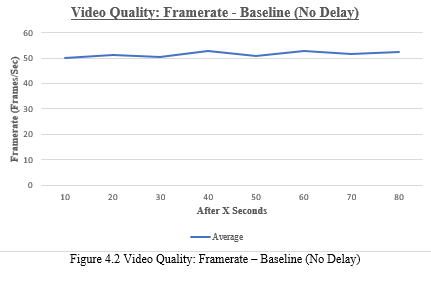 Video Quality: Framerate - Baseline (No Delay)
60
50
40
30
20
10
0
Framerate (Frames/Sec)
10 20 30 40 50 60 70 80
After X Seconds
Average
Figure 4.2 Video Quality: Framerate – Baseline (No Delay)